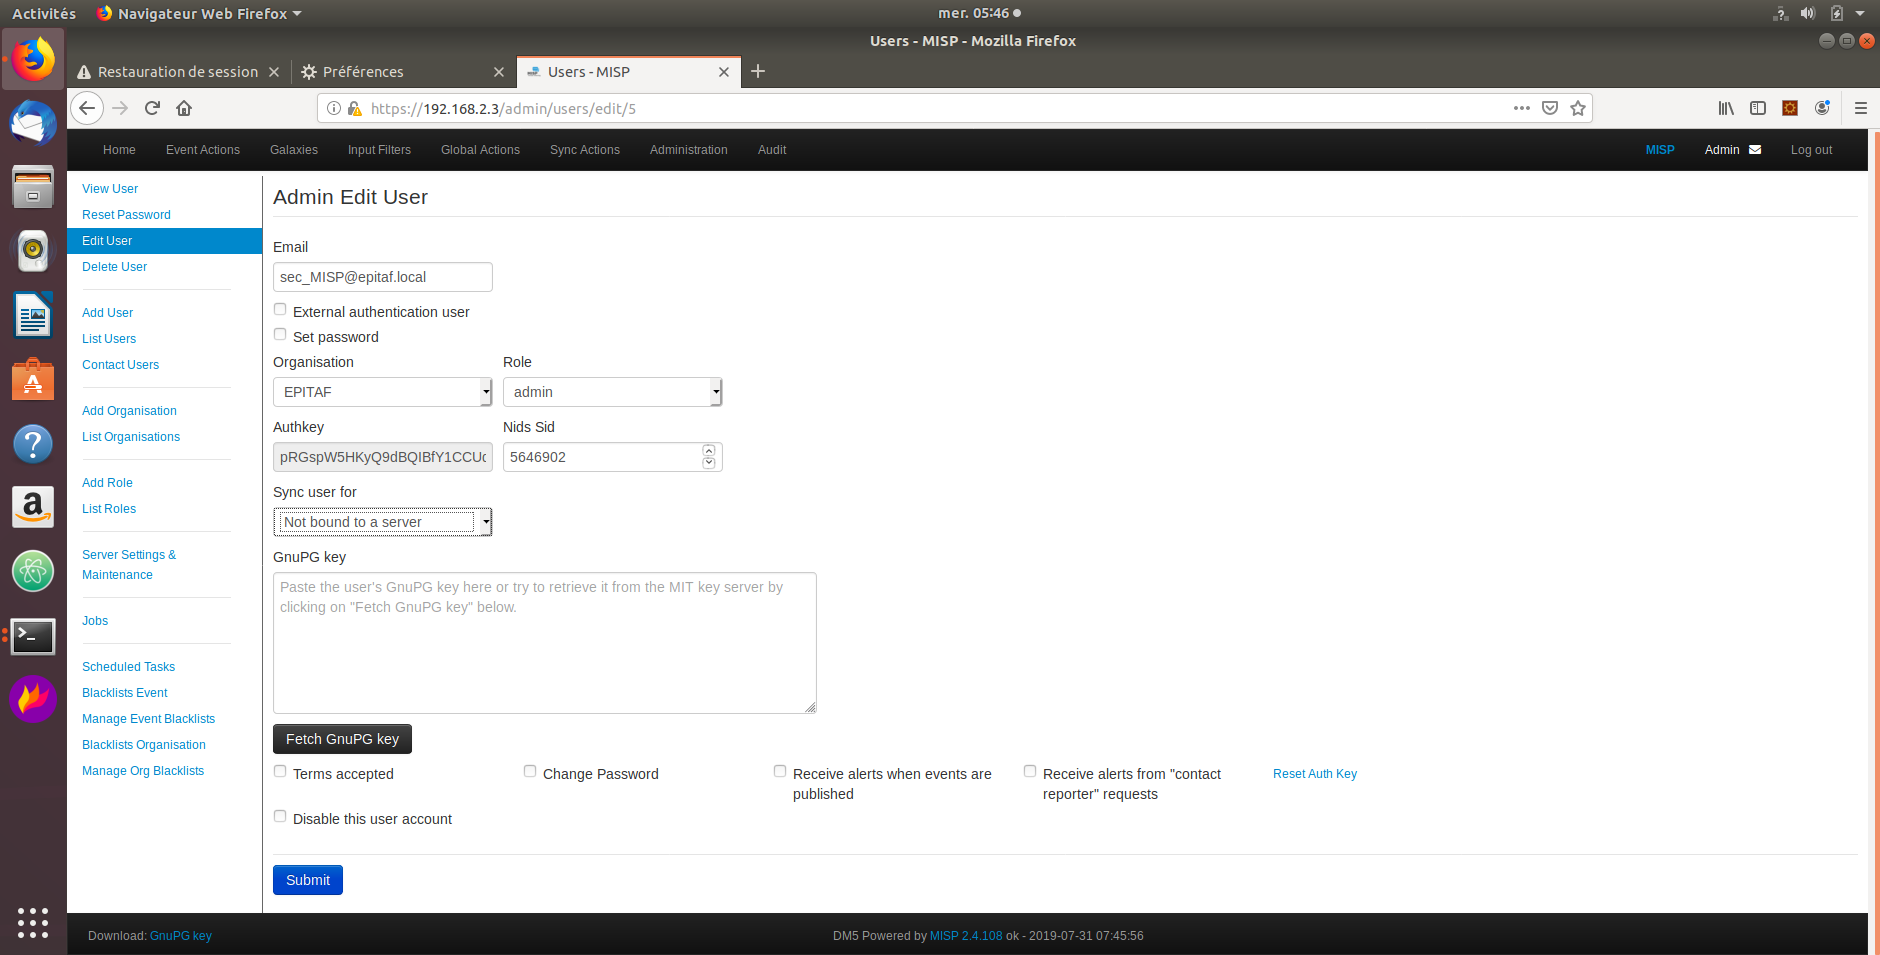 Activités
Navigateur Web Firefox
mer. 05:46
Users - MISP - Mozilla Firefox
Restauration de session
Préférences
Users - MISP
https://192.168.2.3/admin/users/edit/5
Home
Event Actions
Galaxies
Input Filters
Global Actions
Sync Actions
Administration
Audit
MISP
Admin
Log out
View User
Reset Password
Edit User
Delete User
Add User
List Users
Contact Users
Add Organisation
List Organisations
Add Role
List Roles
Server Settings &
Maintenance
Jobs
Scheduled Tasks
Blacklists Event
Manage Event Blacklists
Blacklists Organisation
Manage Org Blacklists
Admin Edit User
Email
sec_MISP@epitaf.local
External authentication user
Set password
Organisation
Role
EPITAF
admin
Authkey
Nids Sid
5646902
Sync user for
Not bound to a server
GnuPG key
Paste the user's GnuPG key here or try to retrieve it from the MIT key server by
clicking on "Fetch GnuPG key" below.
Fetch GnuPG key
Terms accepted
Change Password
Receive alerts when events are
published
Receive alerts from "contact
reporter" requests
Reset Auth Key
Disable this user account
Submit
Download: GnuPG key
DM5 Powered by MISP 2.4.108 ok - 2019-07-31 07:45:56